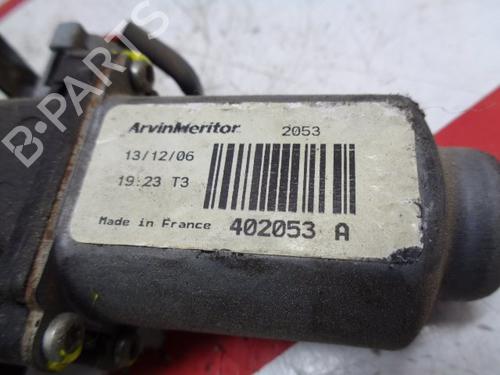 B-PARTS
ArvinMeritor 2053
13/12/06
19:23 T3
Made in France 402053 A